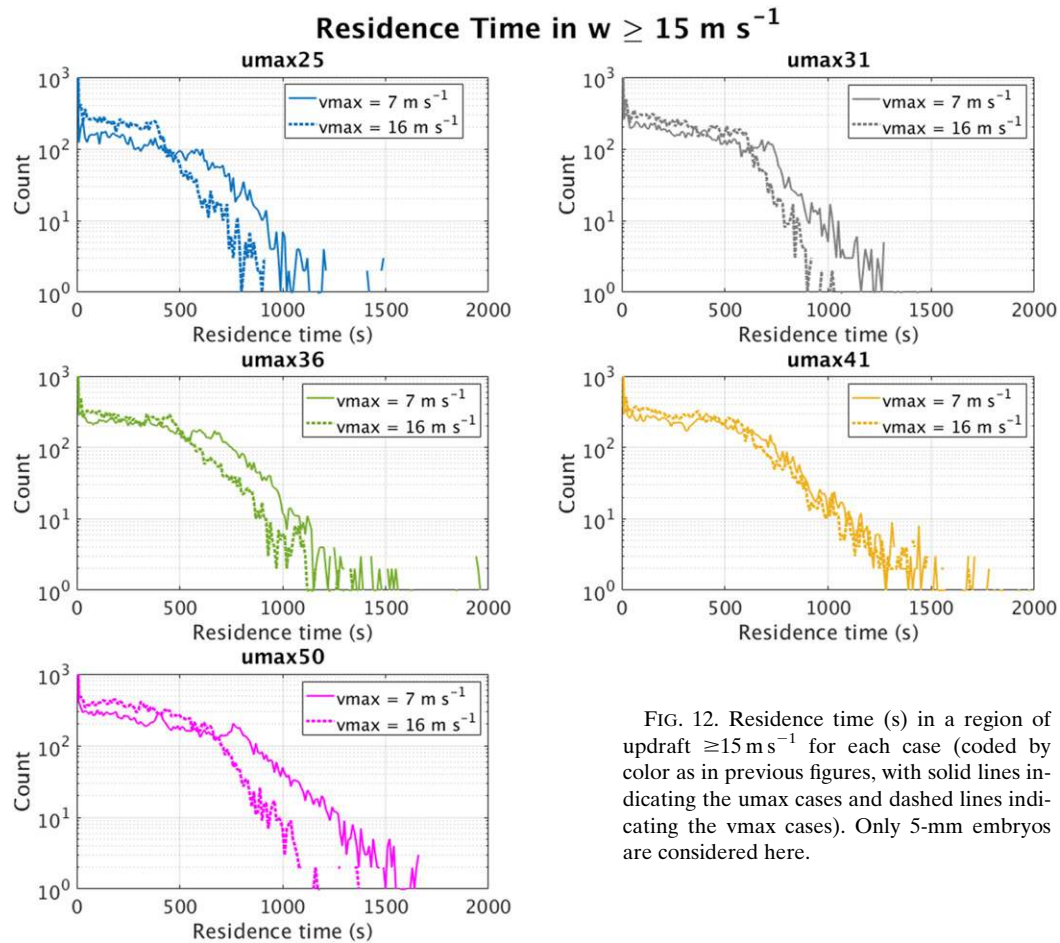 Residence Time in w ≥ 15 m s⁻¹
umax25
10³
10²
10¹
10⁰
Count
vmax = 7 m s⁻¹
vmax = 16 m s⁻¹
0 500 1000 1500 2000
Residence time (s)
umax31
10³
10²
10¹
10⁰
Count
vmax = 7 m s⁻¹
vmax = 16 m s⁻¹
0 500 1000 1500 2000
Residence time (s)
umax36
10³
10²
10¹
10⁰
Count
vmax = 7 m s⁻¹
vmax = 16 m s⁻¹
0 500 1000 1500 2000
Residence time (s)
umax41
10³
10²
10¹
10⁰
Count
vmax = 7 m s⁻¹
vmax = 16 m s⁻¹
0 500 1000 1500 2000
Residence time (s)
umax50
10³
10²
10¹
10⁰
Count
vmax = 7 m s⁻¹
vmax = 16 m s⁻¹
0 500 1000 1500 2000
Residence time (s)
FIG. 12. Residence time (s) in a region of
updraft ≥15 m s⁻¹ for each case (coded by
color as in previous figures, with solid lines in-
dicating the umax cases and dashed lines indi-
cating the vmax cases). Only 5-mm embryos
are considered here.